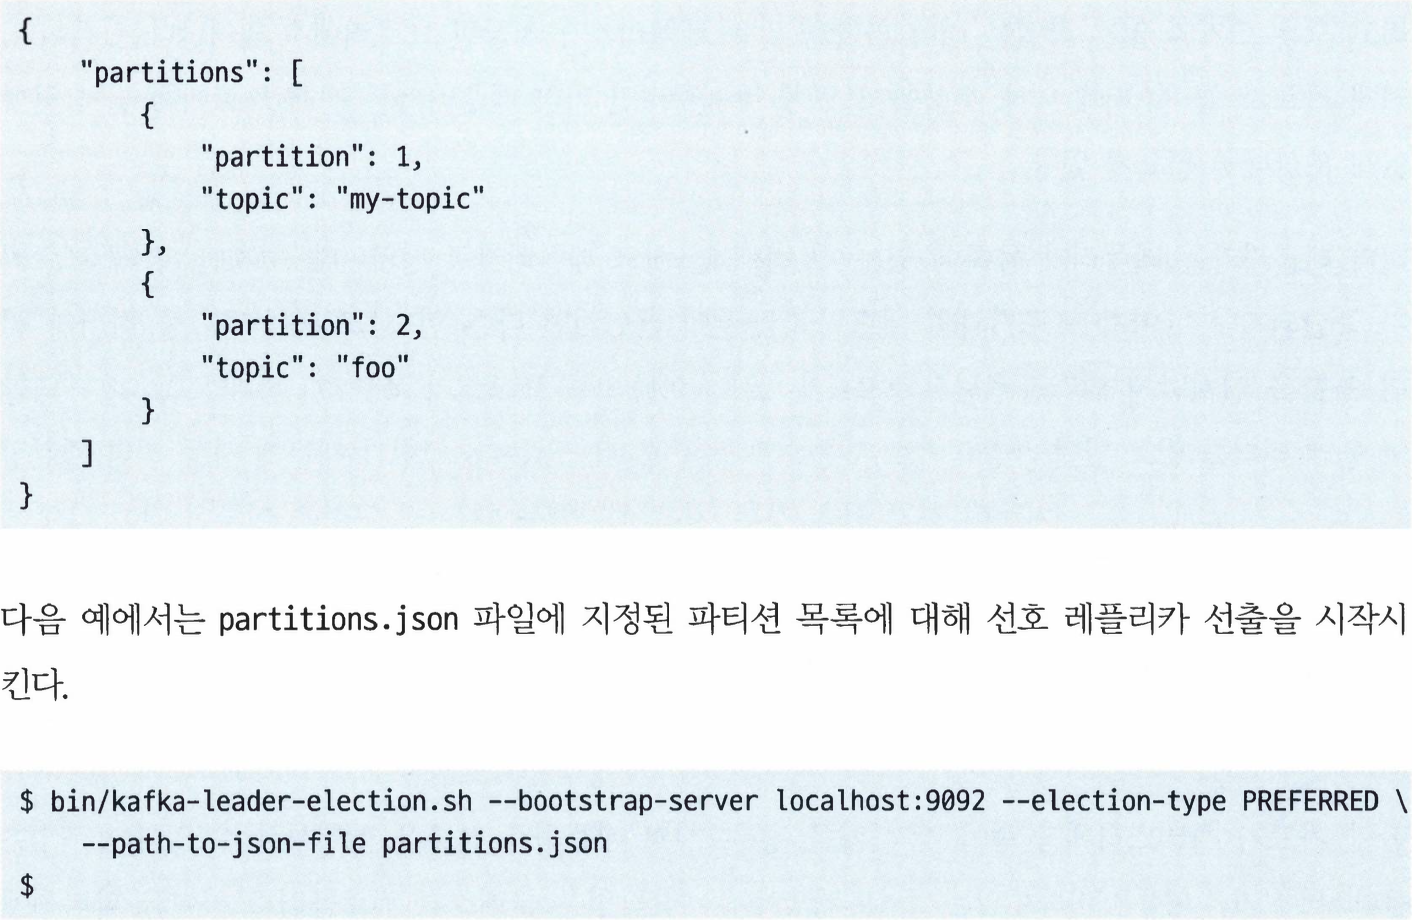 {
    "partitions": [
        {
            "partition": 1,
            "topic": "my-topic"
        },
        {
            "partition": 2,
            "topic": "foo"
        }
    ]
}
다음 예에서는 partitions.json 파일에 지정된 파티션 목록에 대해 선호 레플리카 선출을 시작시
킨다.
$ bin/kafka-leader-election.sh --bootstrap-server localhost:9092 --election-type PREFERRED \
    --path-to-json-file partitions.json
$